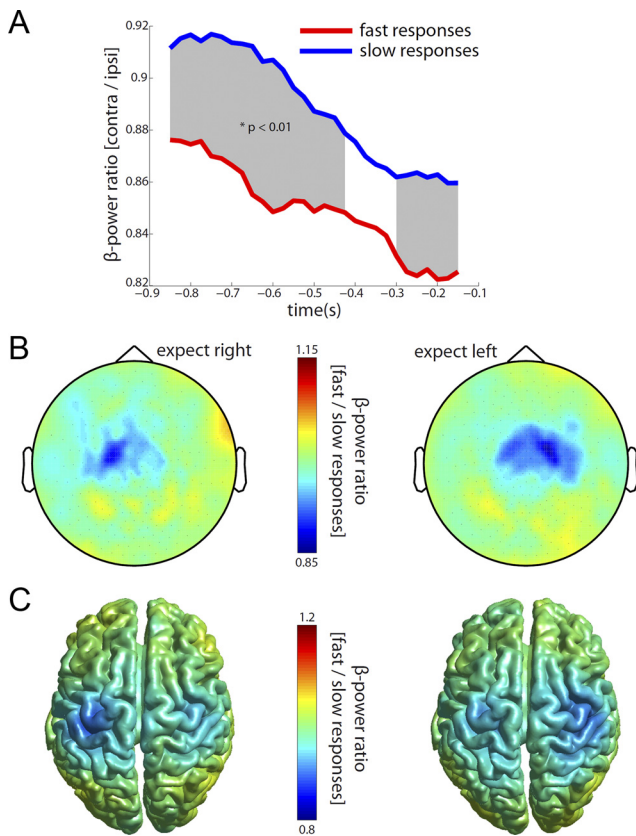 A
fast responses
slow responses
β-power ratio [contra / ipsi]
0.92
0.9
0.88
0.86
0.84
0.82
* p < 0.01
−0.9 −0.8 −0.7 −0.6 −0.5 −0.4 −0.3 −0.2 −0.1
time(s)
B
expect right
1.15
β-power ratio
[fast / slow responses]
0.85
expect left
C
1.2
β-power ratio
[fast / slow responses]
0.8